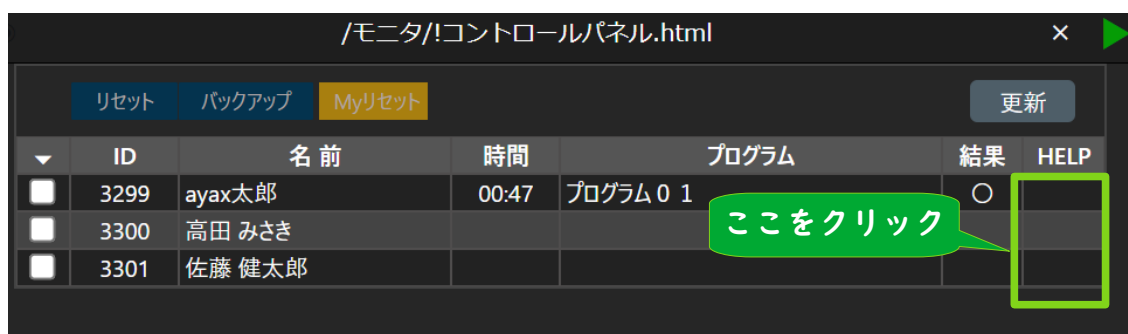 /モニタ/!コントロールパネル.html ×
リセット バックアップ Myリセット 更新
ID 名 前 時間 プログラム 結果 HELP
3299 ayax太郎 00:47 プログラム０１ 〇
ここをクリック
3300 高田 みさき
3301 佐藤 健太郎